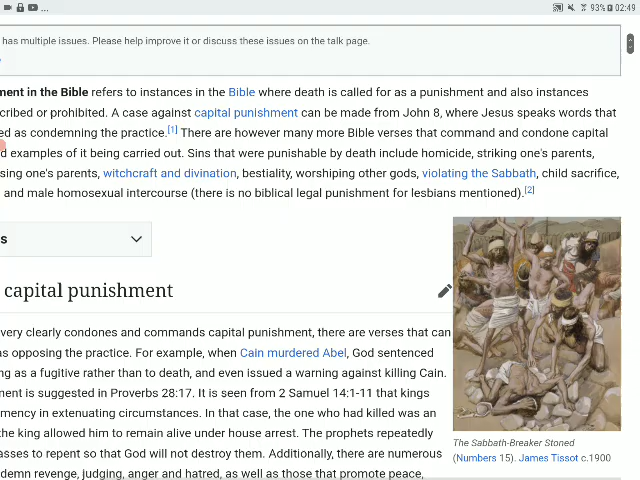 ... 93% 02:49
has multiple issues. Please help improve it or discuss these issues on the talk page.
ment in the Bible refers to instances in the Bible where death is called for as a punishment and also instances
cribed or prohibited. A case against capital punishment can be made from John 8, where Jesus speaks words that
ed as condemning the practice.[1] There are however many more Bible verses that command and condone capital
d examples of it being carried out. Sins that were punishable by death include homicide, striking one's parents,
sing one's parents, witchcraft and divination, bestiality, worshiping other gods, violating the Sabbath, child sacrifice,
and male homosexual intercourse (there is no biblical legal punishment for lesbians mentioned).[2]
s
capital punishment
very clearly condones and commands capital punishment, there are verses that can
as opposing the practice. For example, when Cain murdered Abel, God sentenced
ng as a fugitive rather than to death, and even issued a warning against killing Cain.
ment is suggested in Proverbs 28:17. It is seen from 2 Samuel 14:1-11 that kings
mency in extenuating circumstances. In that case, the one who had killed was an
the king allowed him to remain alive under house arrest. The prophets repeatedly
asses to repent so that God will not destroy them. Additionally, there are numerous
demn revenge, judging, anger and hatred, as well as those that promote peace,
The Sabbath-Breaker Stoned
(Numbers 15). James Tissot c.1900